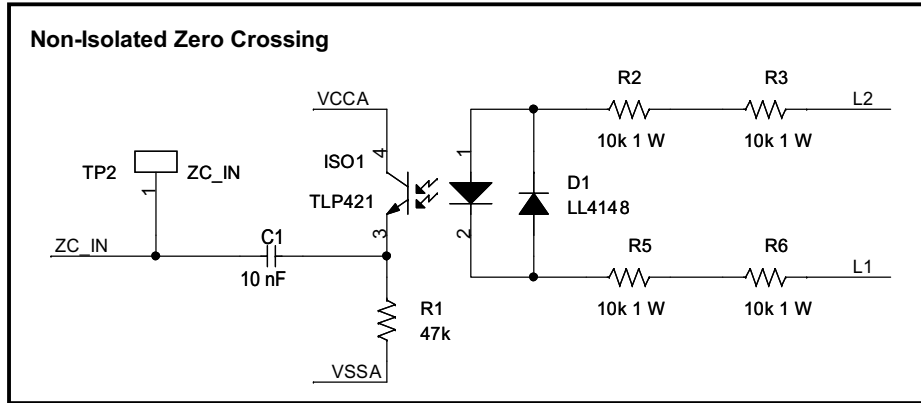 Non-Isolated Zero Crossing
R2
R3
VCCA
L2
10k 1 W
10k 1 W
4
1
ISO1
TP2
ZC_IN
D1
1
TLP421
LL4148
3
2
ZC_IN
C1
R5
R6
L1
10 nF
10k 1 W
10k 1 W
R1
47k
VSSA